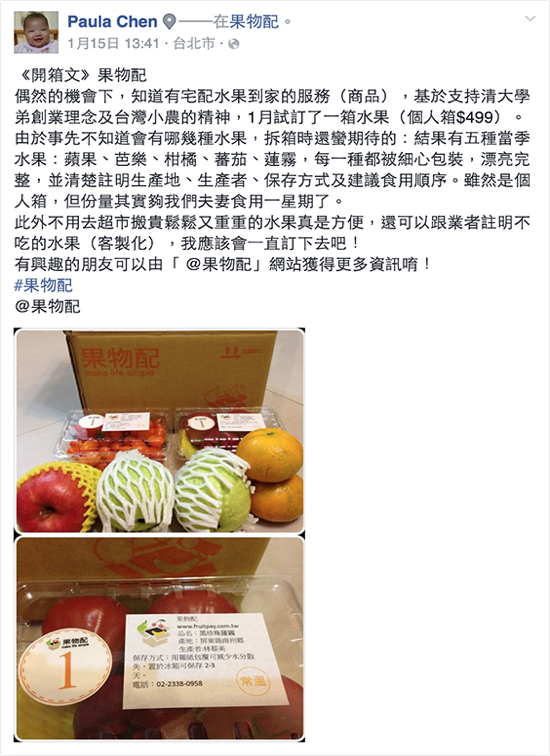 Paula Chen ——在果物配。
1月15日 13:41·台北市·
《開箱文》果物配
偶然的機會下，知道有宅配水果到家的服務（商品），基於支持清大學
弟創業理念及台灣小農的精神，1月試訂了一箱水果（個人箱$499）。
由於事先不知道會有哪幾種水果，拆箱時還蠻期待的：結果有五種當季
水果：蘋果、芭樂、柑橘、蕃茄、蓮霧，每一種都被細心包裝，漂亮完
整，並清楚註明生產地、生產者、保存方式及建議食用順序。雖然是個
人箱，但份量其實夠我們夫妻食用一星期了。
此外不用去超市搬貴鬆鬆又重重的水果真是方便，還可以跟業者註明不
吃的水果（客製化），我應該會一直訂下去吧！
有興趣的朋友可以由「 @果物配」網站獲得更多資訊唷！
#果物配
@果物配
果物配
make life simple
1
1
果物配
make life simple
1
果物配
www.fruitpay.com.tw
品名：黑珍珠蓮霧
產地：屏東縣南州鄉
生產者:林蔡美
保存方式：用報紙包覆可減少水分散
失，置於冰箱可保存 2-3
天。
電話：02-2338-0958
常溫